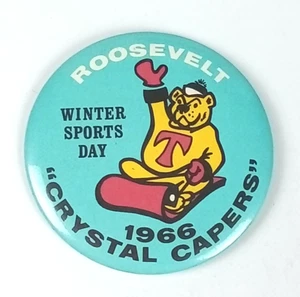 ROOSEVELT
WINTER
SPORTS
DAY
T
1966
"CRYSTAL CAPERS"